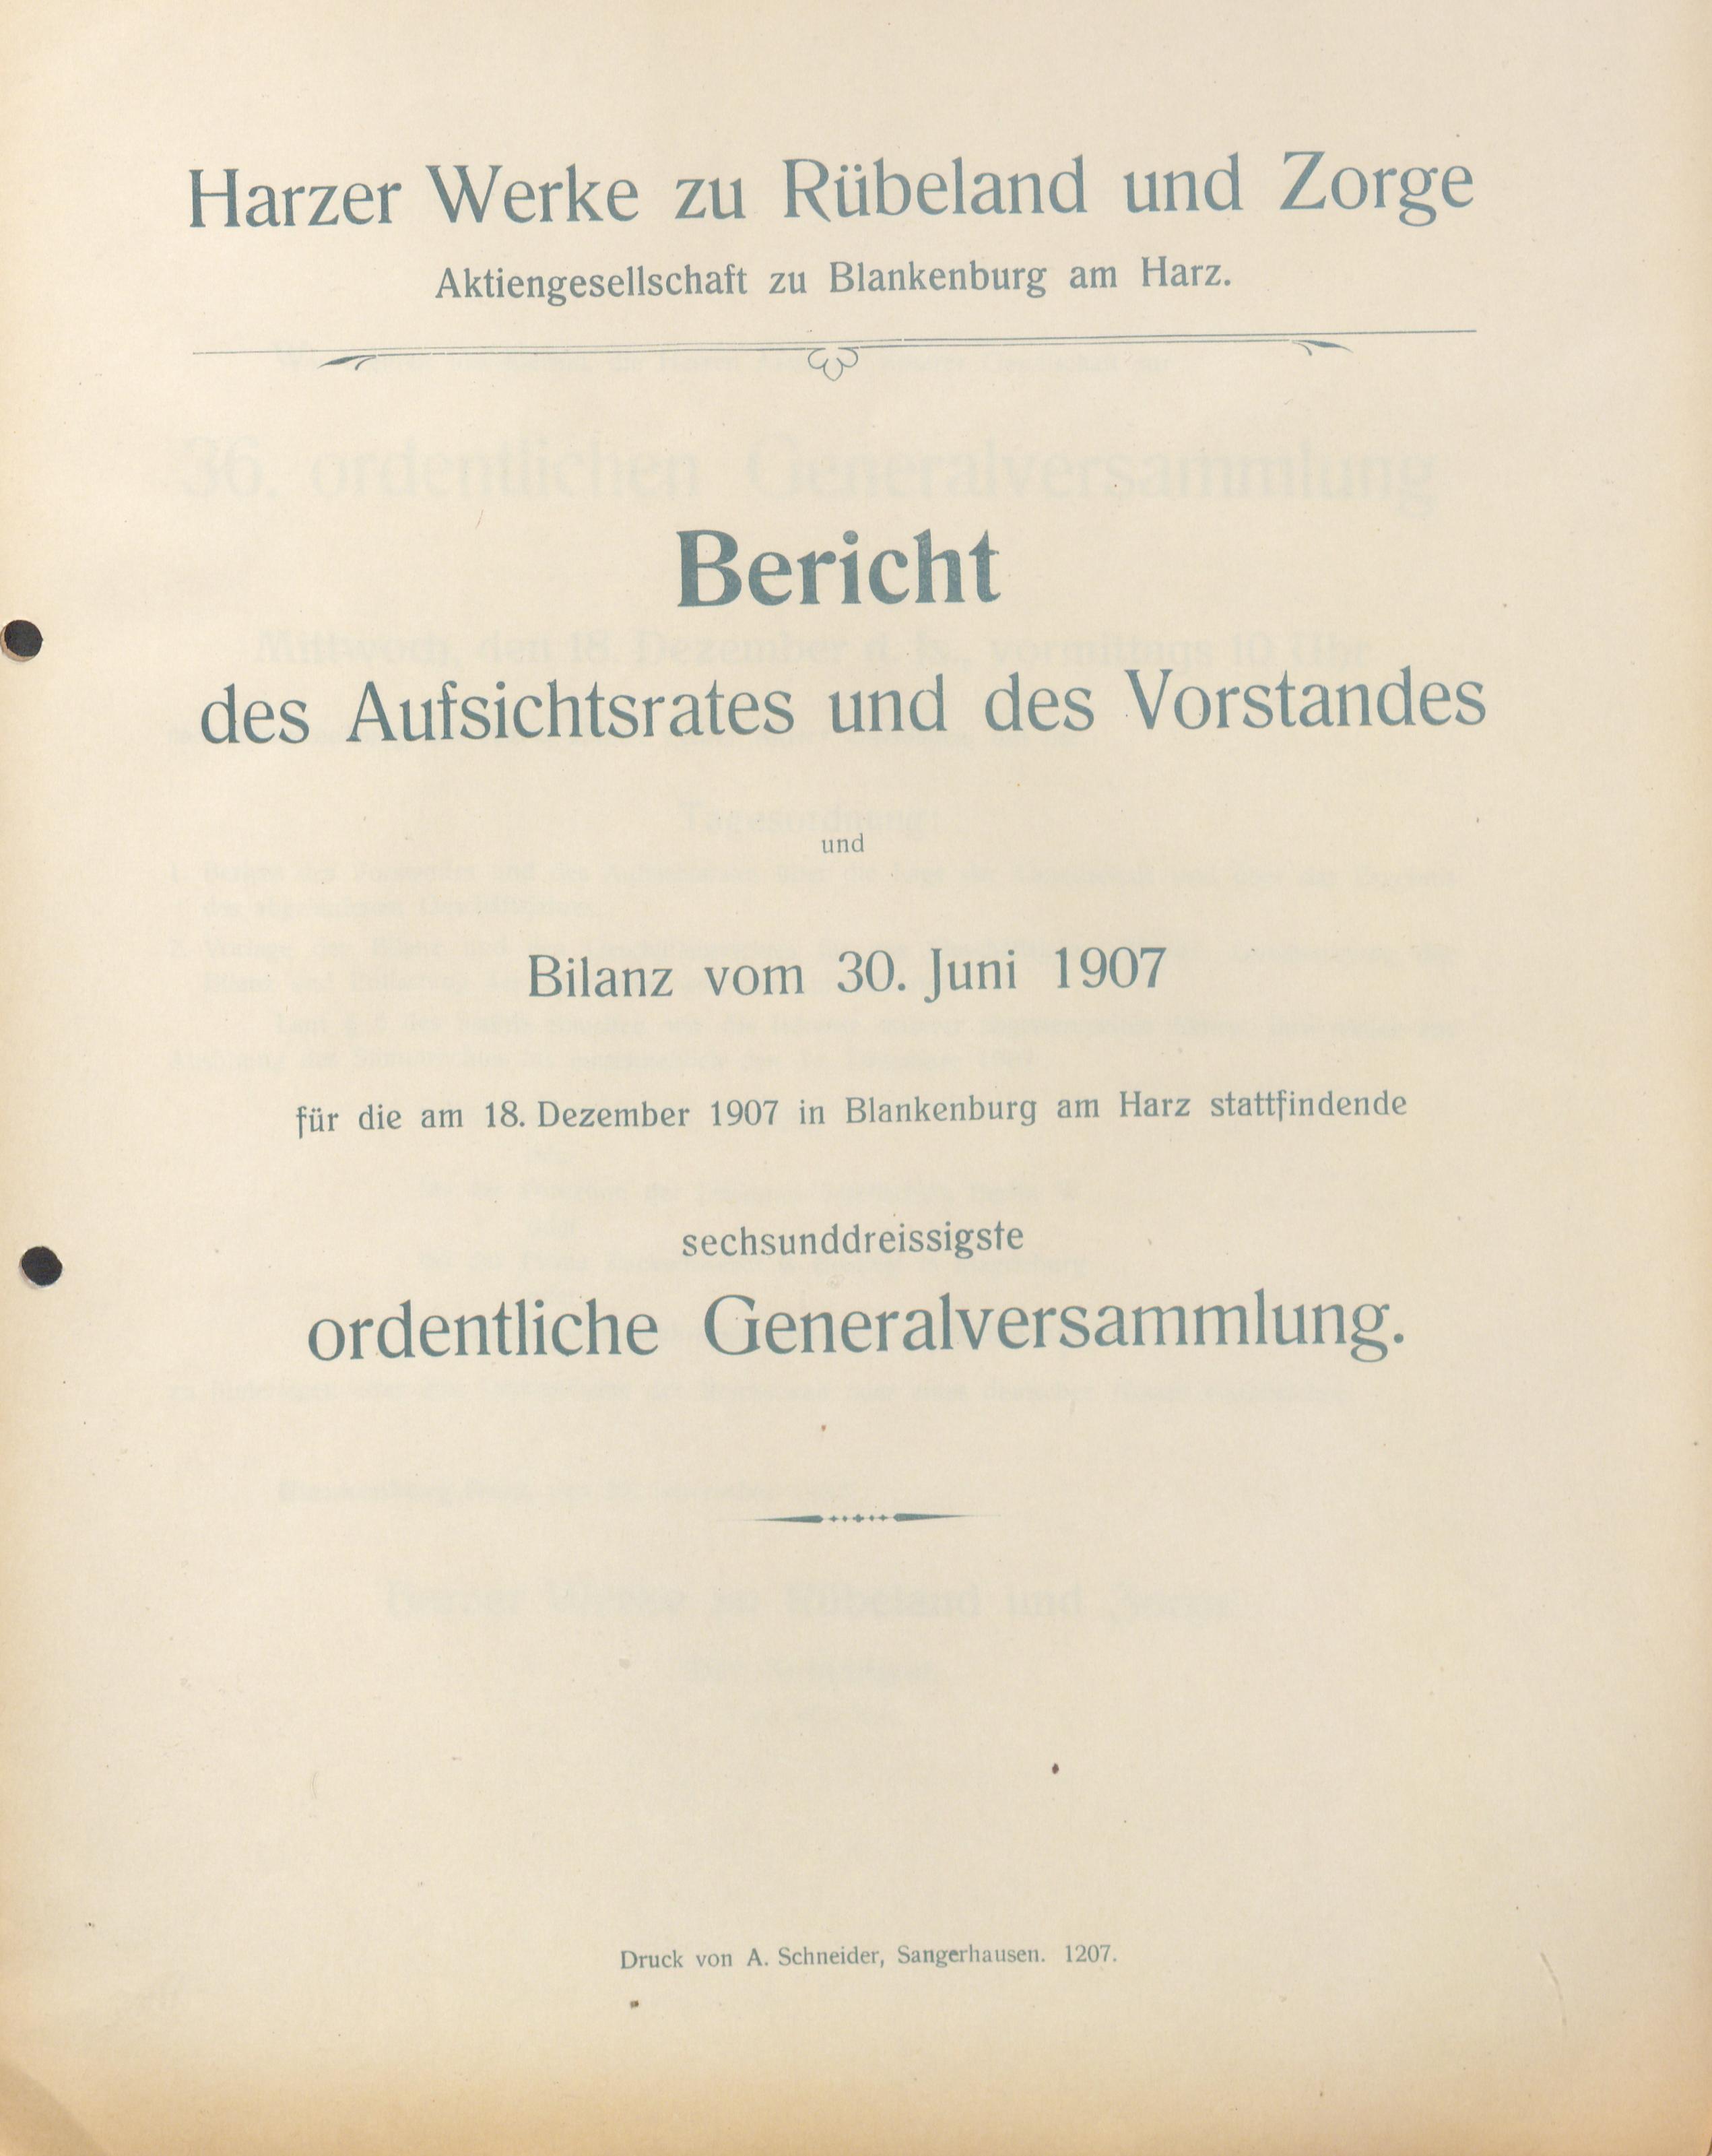 Harzer Werke zu Rübeland und Zorge
Aktiengesellschaft zu Blankenburg am Harz.
Bericht
des Aufsichtsrates und des Vorstandes
und
Bilanz vom 30. Juni 1907
für die am 18. Dezember 1907 in Blankenburg am Harz stattfindende
sechsunddreissigste
ordentliche Generalversammlung.
Druck von A. Schneider, Sangerhausen. 1207.